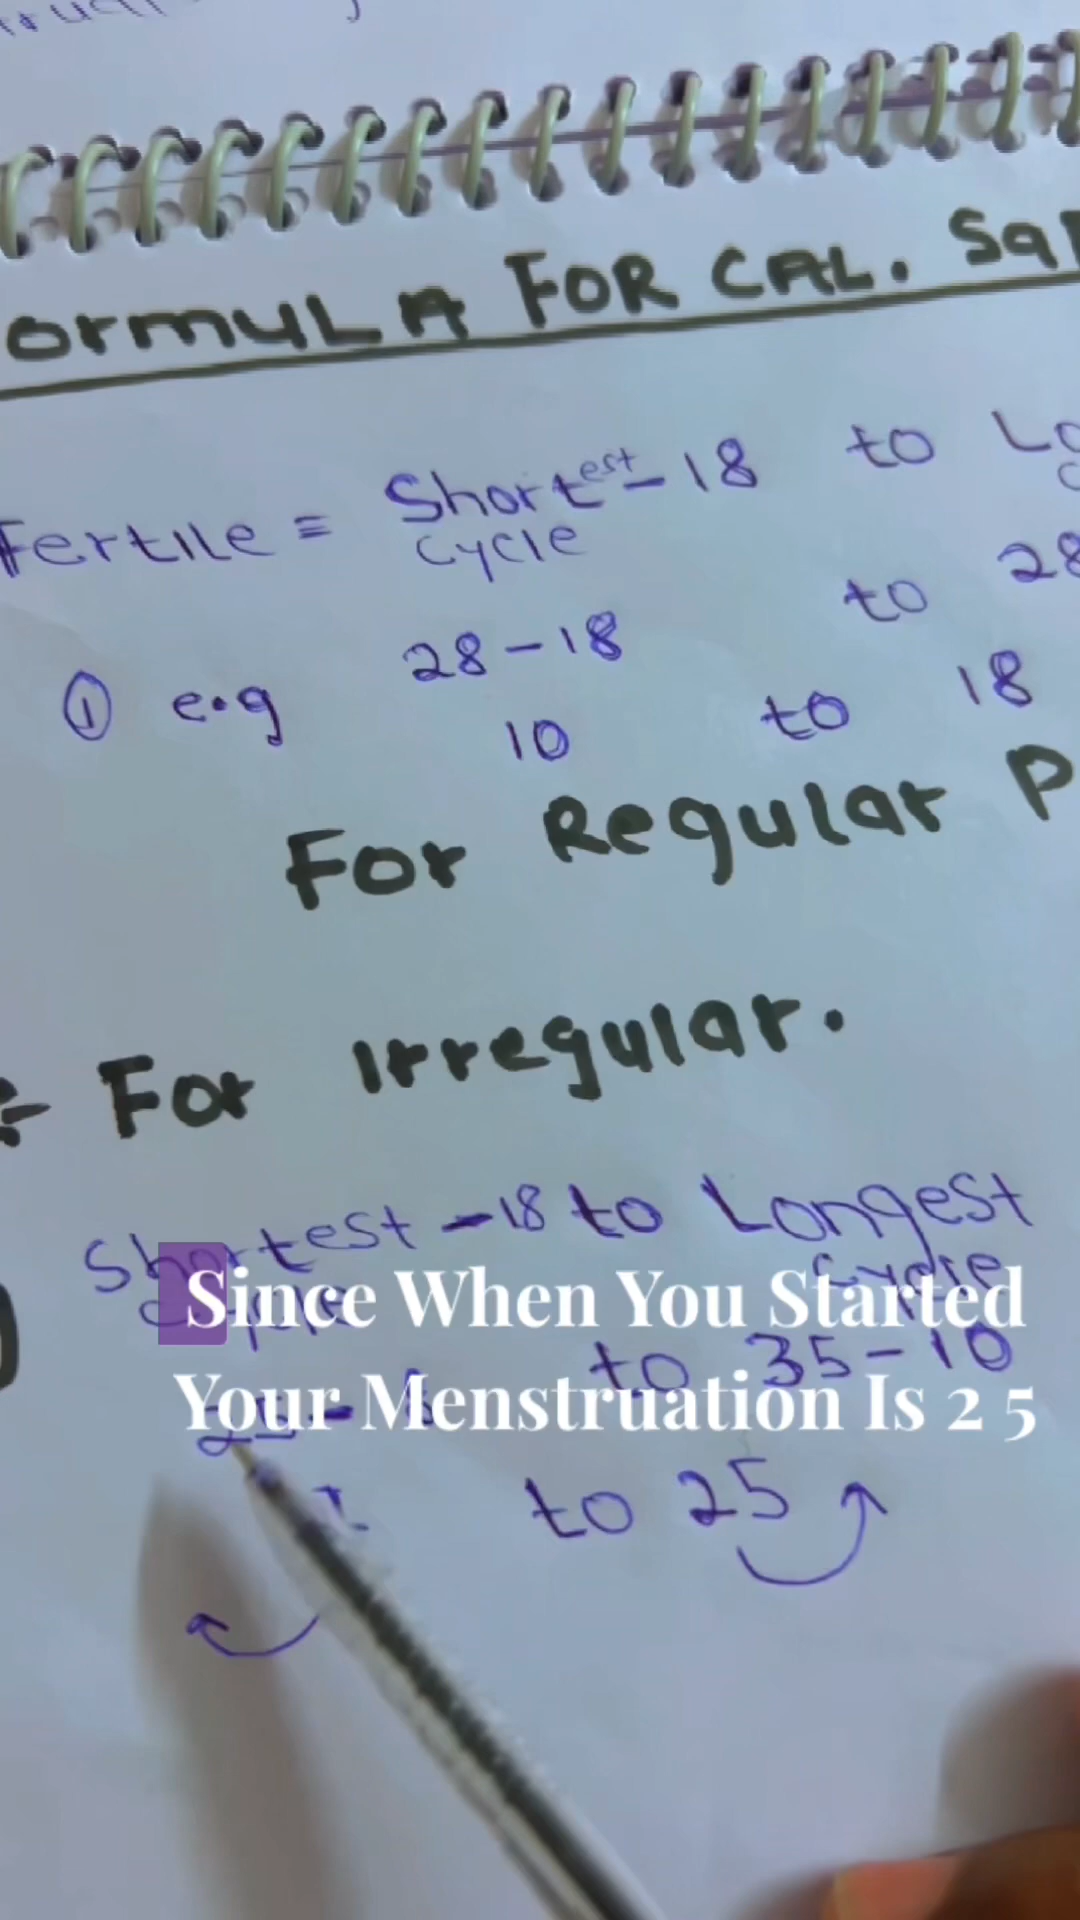 ormuLA FOR CAL. Saf
Fertile = Shortest - 18 to Lo
cycle
① e.g 28 - 18 to 28
10 to 18
For Regular P
For Irregular.
Shortest - 18 to Longest
cycle
Since When You Started
to 35 - 10
Your Menstruation Is 2 5
to 25